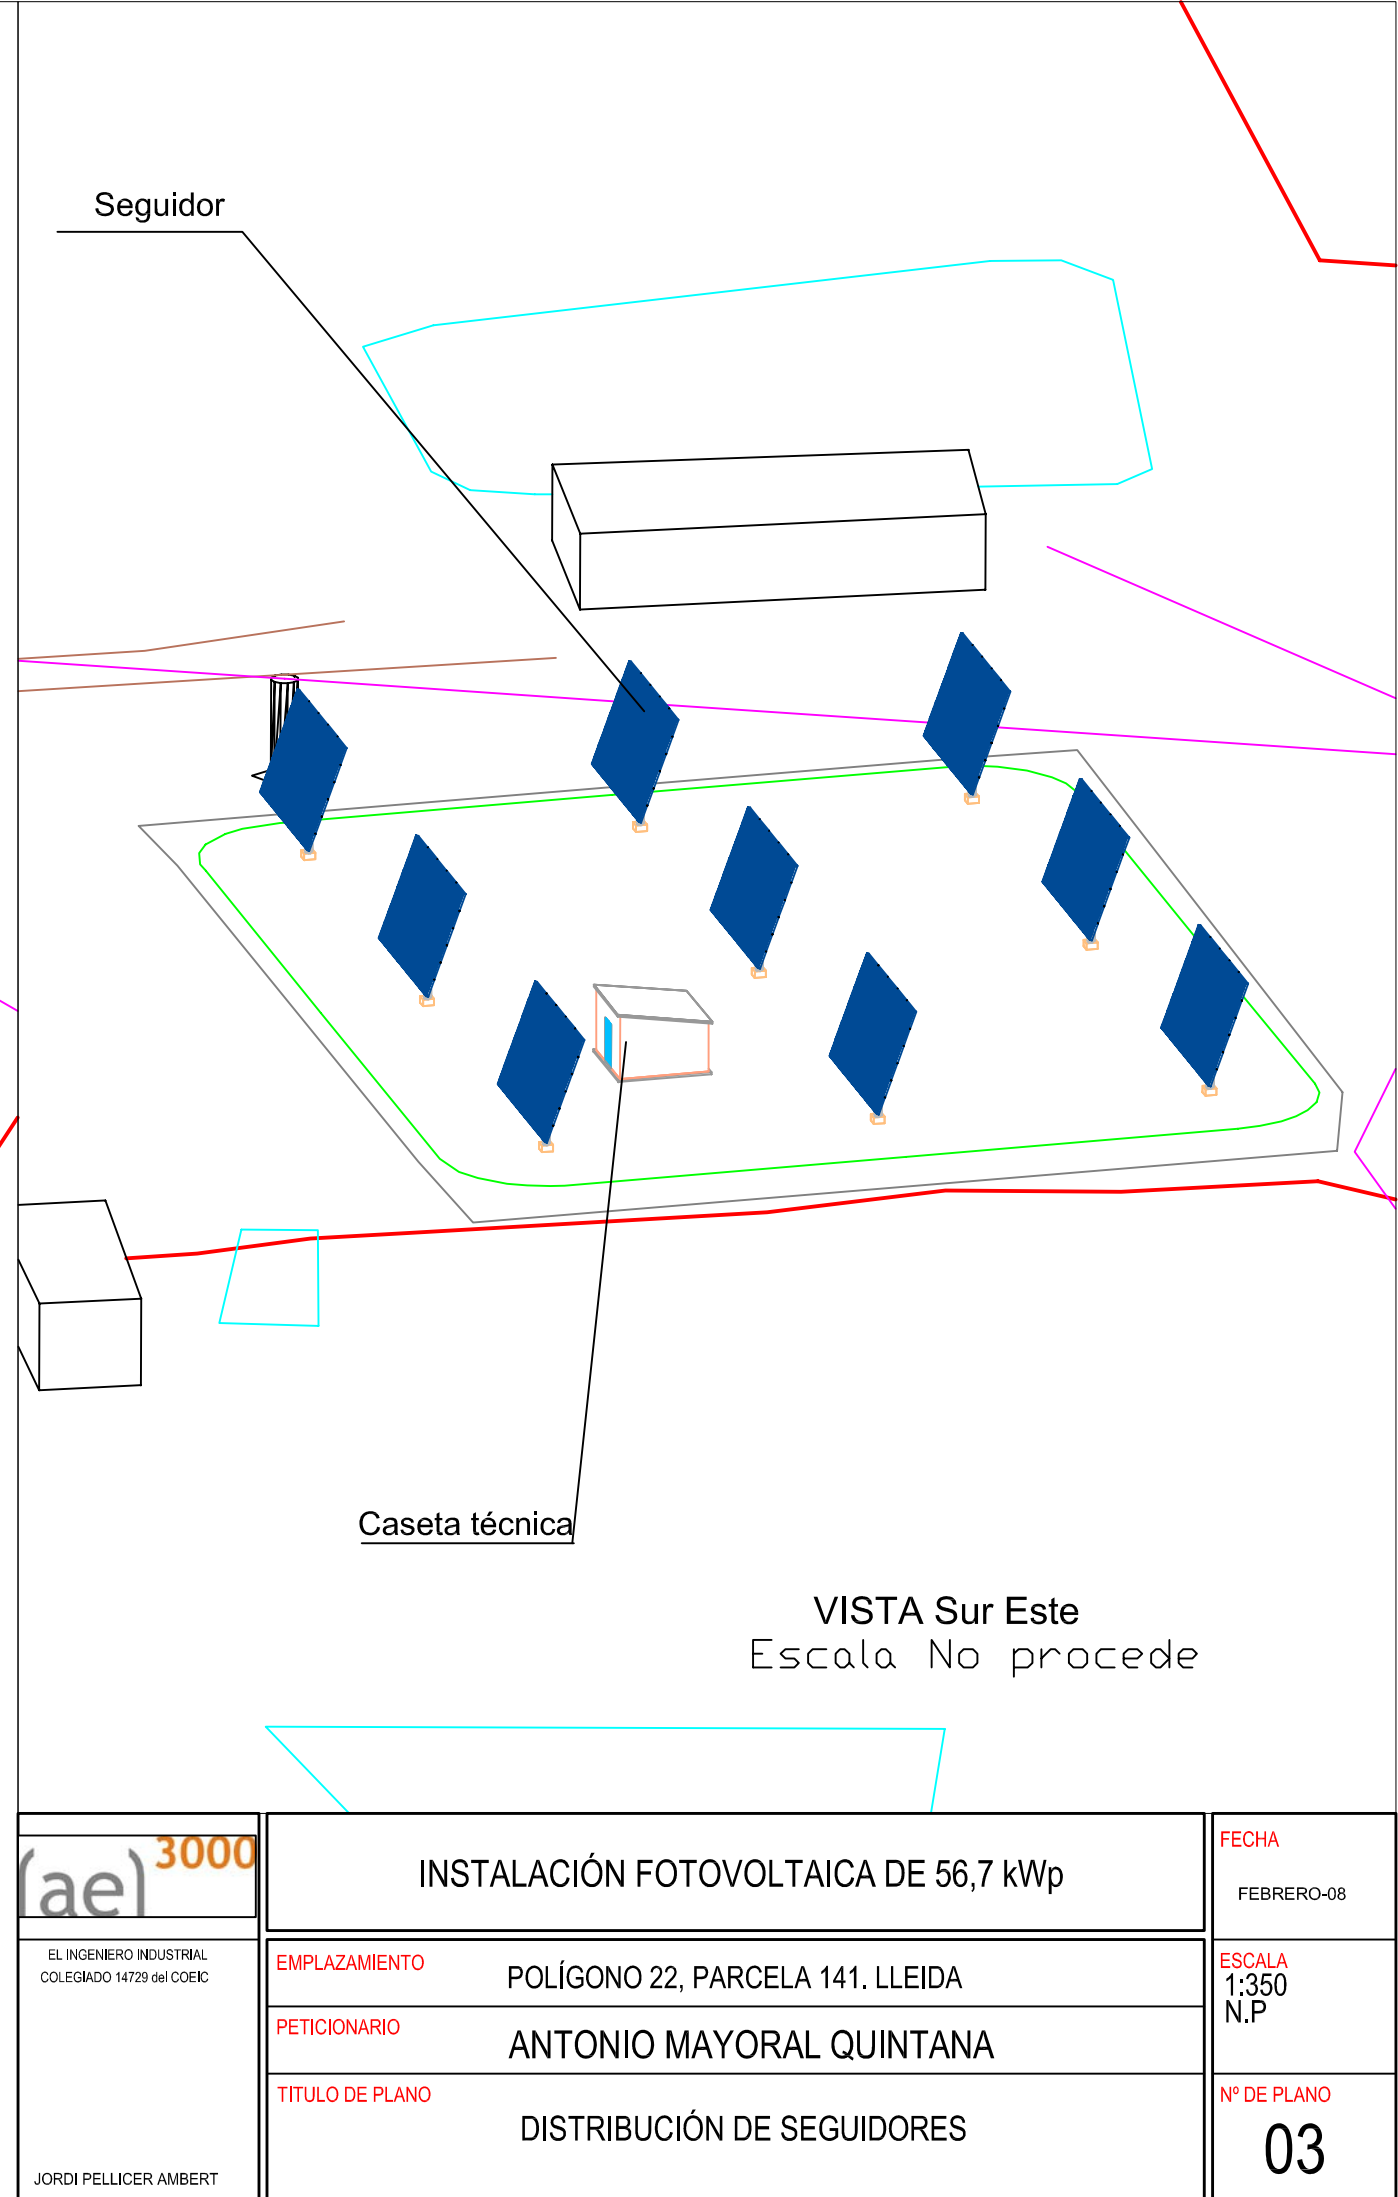 Seguidor
Caseta técnica
VISTA Sur Este
Escala No procede
(ae) 3000
EL INGENIERO INDUSTRIAL
COLEGIADO 14729 del COEIC
JORDI PELLICER AMBERT
INSTALACIÓN FOTOVOLTAICA DE 56,7 kWp
EMPLAZAMIENTO
POLÍGONO 22, PARCELA 141. LLEIDA
PETICIONARIO
ANTONIO MAYORAL QUINTANA
TITULO DE PLANO
DISTRIBUCIÓN DE SEGUIDORES
FECHA
FEBRERO-08
ESCALA
1:350
N.P
Nº DE PLANO
03